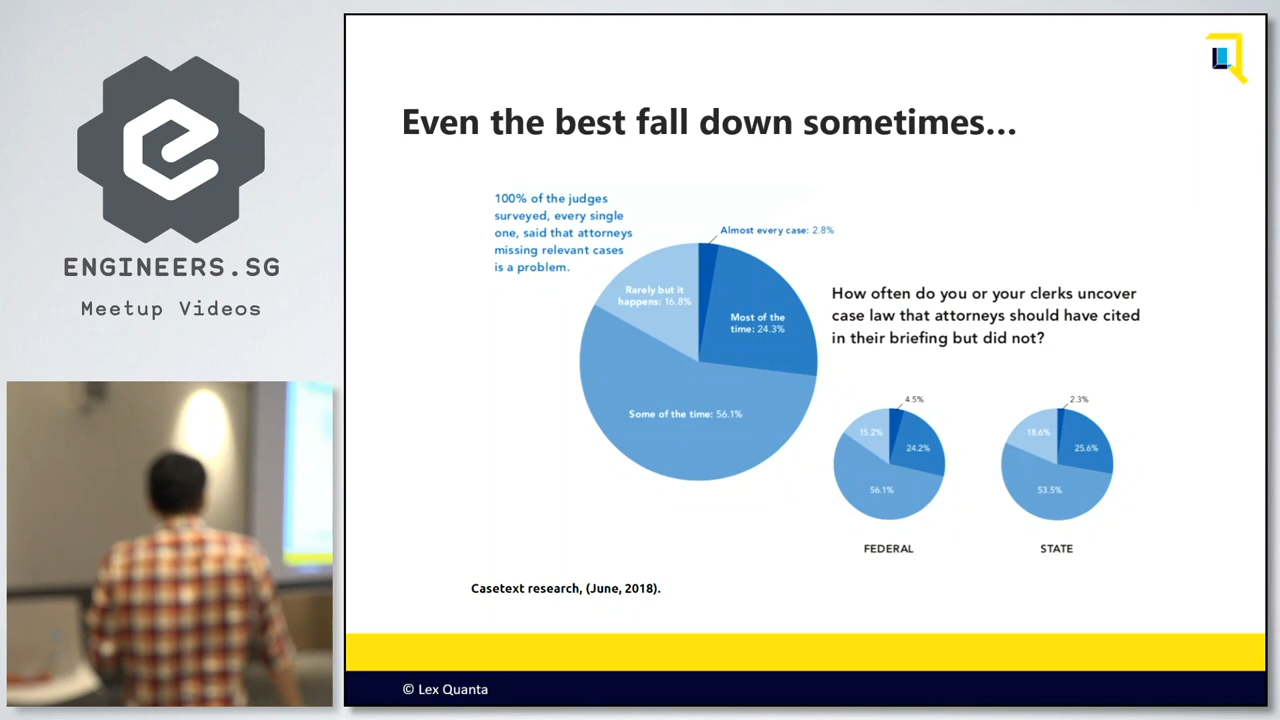 ENGINEERS.SG
Meetup Videos
Even the best fall down sometimes...
100% of the judges
surveyed, every single
one, said that attorneys
missing relevant cases
is a problem.
Almost every case: 2.8%
Rarely but it
happens: 16.8%
Most of the
time: 24.3%
Some of the time: 56.1%
How often do you or your clerks uncover
case law that attorneys should have cited
in their briefing but did not?
4.5%
15.2%
24.2%
56.1%
FEDERAL
2.3%
18.6%
25.6%
53.5%
STATE
Casetext research, (June, 2018).
© Lex Quanta